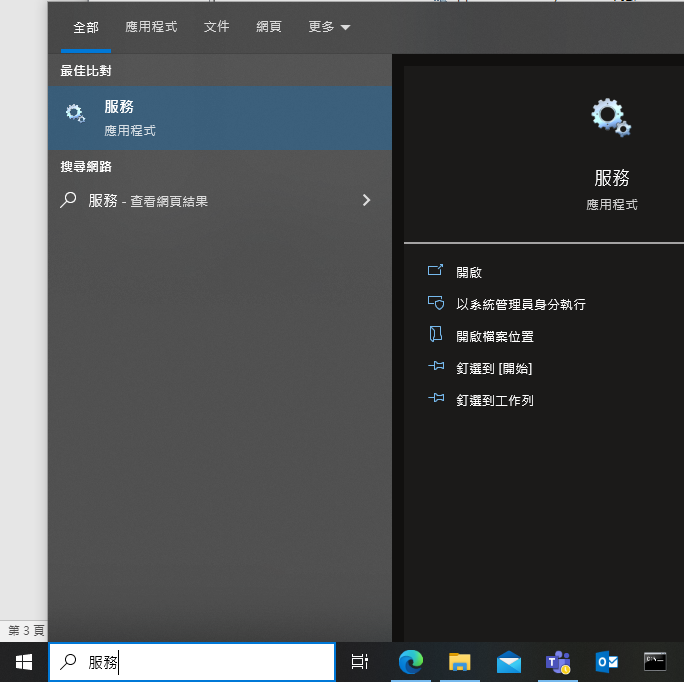 全部 應用程式 文件 網頁 更多
最佳比對
服務
應用程式
搜尋網路
服務 - 查看網頁結果
服務
應用程式
開啟
以系統管理員身分執行
開啟檔案位置
釘選到 [開始]
釘選到工作列
第 3 頁
服務